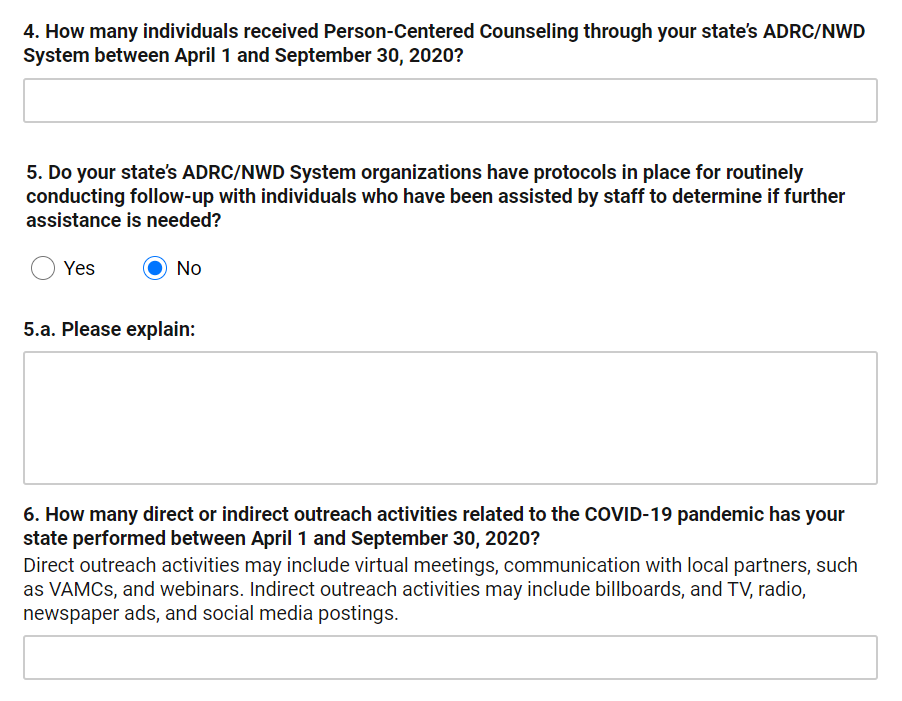 4. How many individuals received Person-Centered Counseling through your state's ADRC/NWD
System between April 1 and September 30, 2020?
5. Do your state's ADRC/NWD System organizations have protocols in place for routinely
conducting follow-up with individuals who have been assisted by staff to determine if further
assistance is needed?
Yes No
5.a. Please explain:
6. How many direct or indirect outreach activities related to the COVID-19 pandemic has your
state performed between April 1 and September 30, 2020?
Direct outreach activities may include virtual meetings, communication with local partners, such
as VAMCs, and webinars. Indirect outreach activities may include billboards, and TV, radio,
newspaper ads, and social media postings.